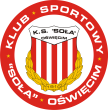 KLUB SPORTOWY
K.S. "SOŁA"
OŚWIĘCIM
"SOŁA" OŚWIĘCIM